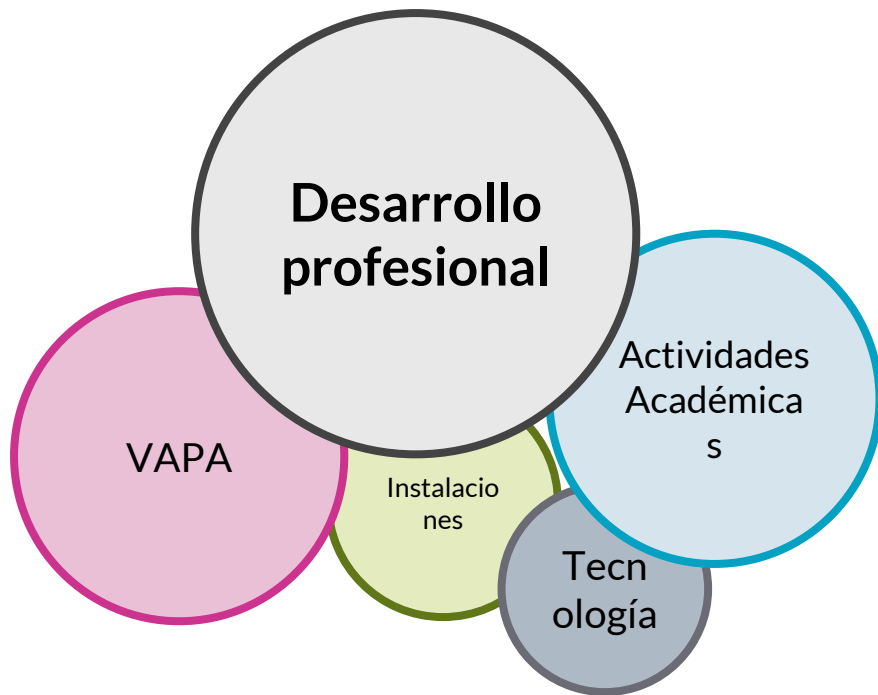 Desarrollo
profesional
Actividades
Académica
s
VAPA
Instalacio
nes
Tecn
ología